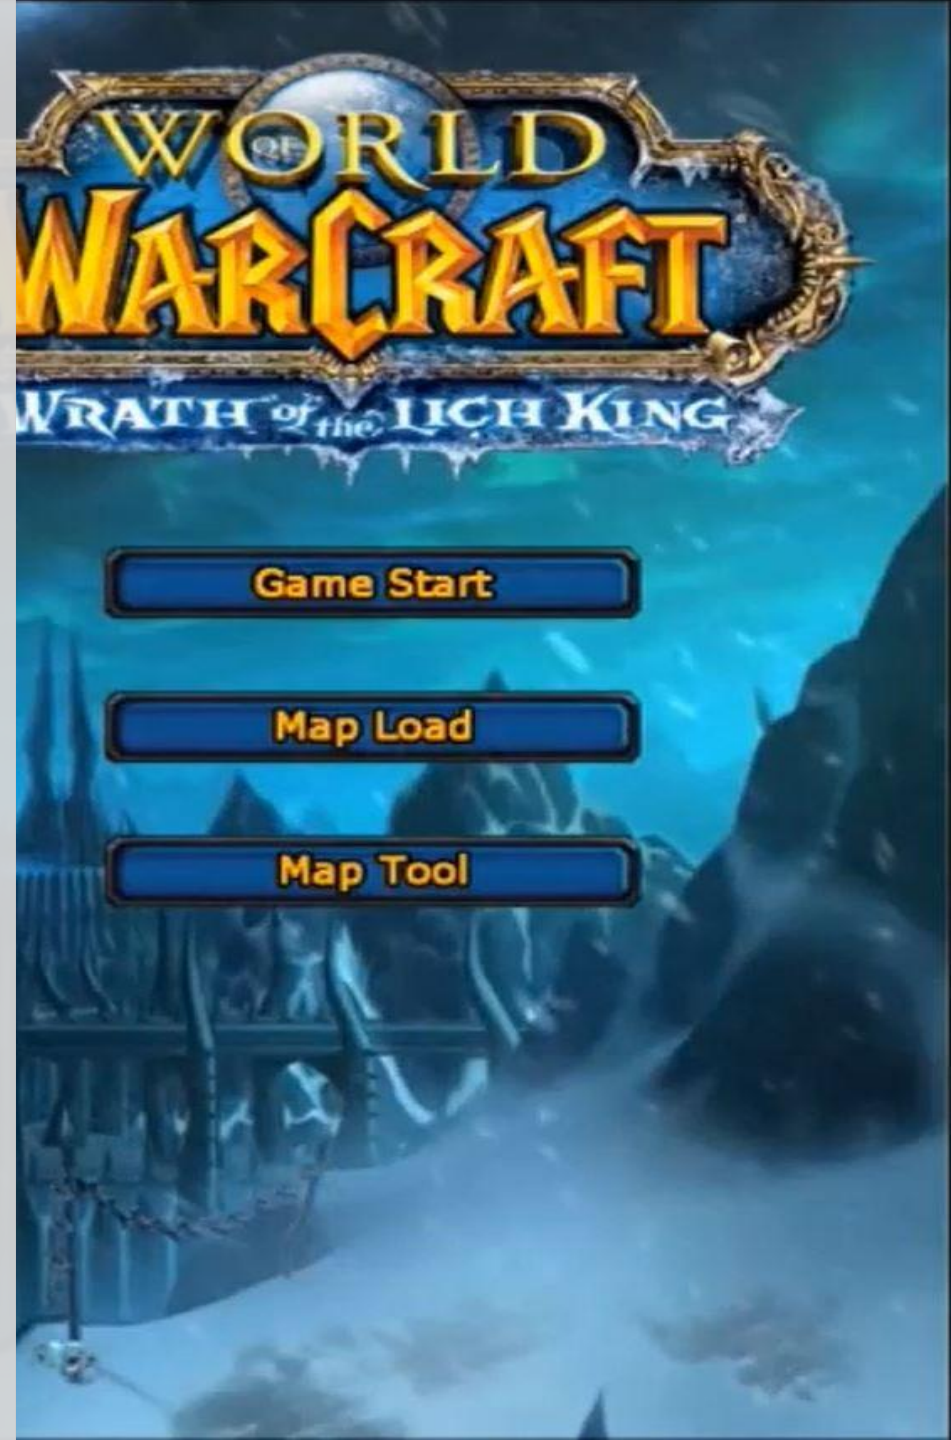 WORLD
OF
WARCRAFT
WRATH of the LICH KING
Game Start
Map Load
Map Tool